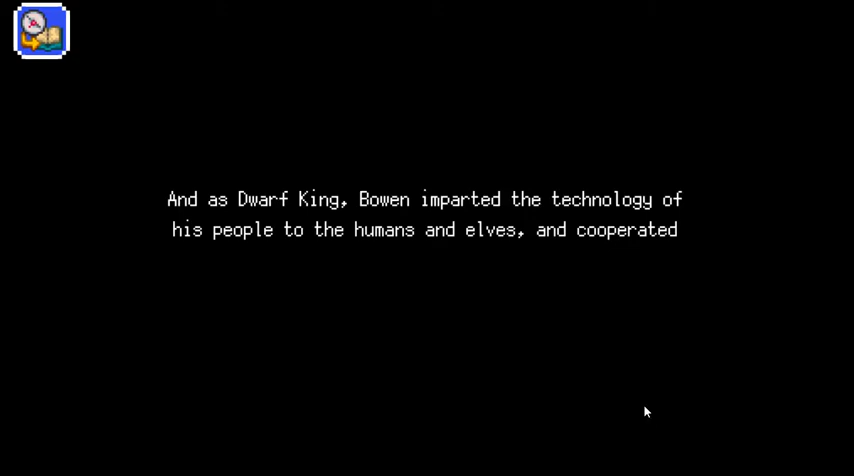 And as Dwarf King, Bowen imparted the technology of
his people to the humans and elves, and cooperated